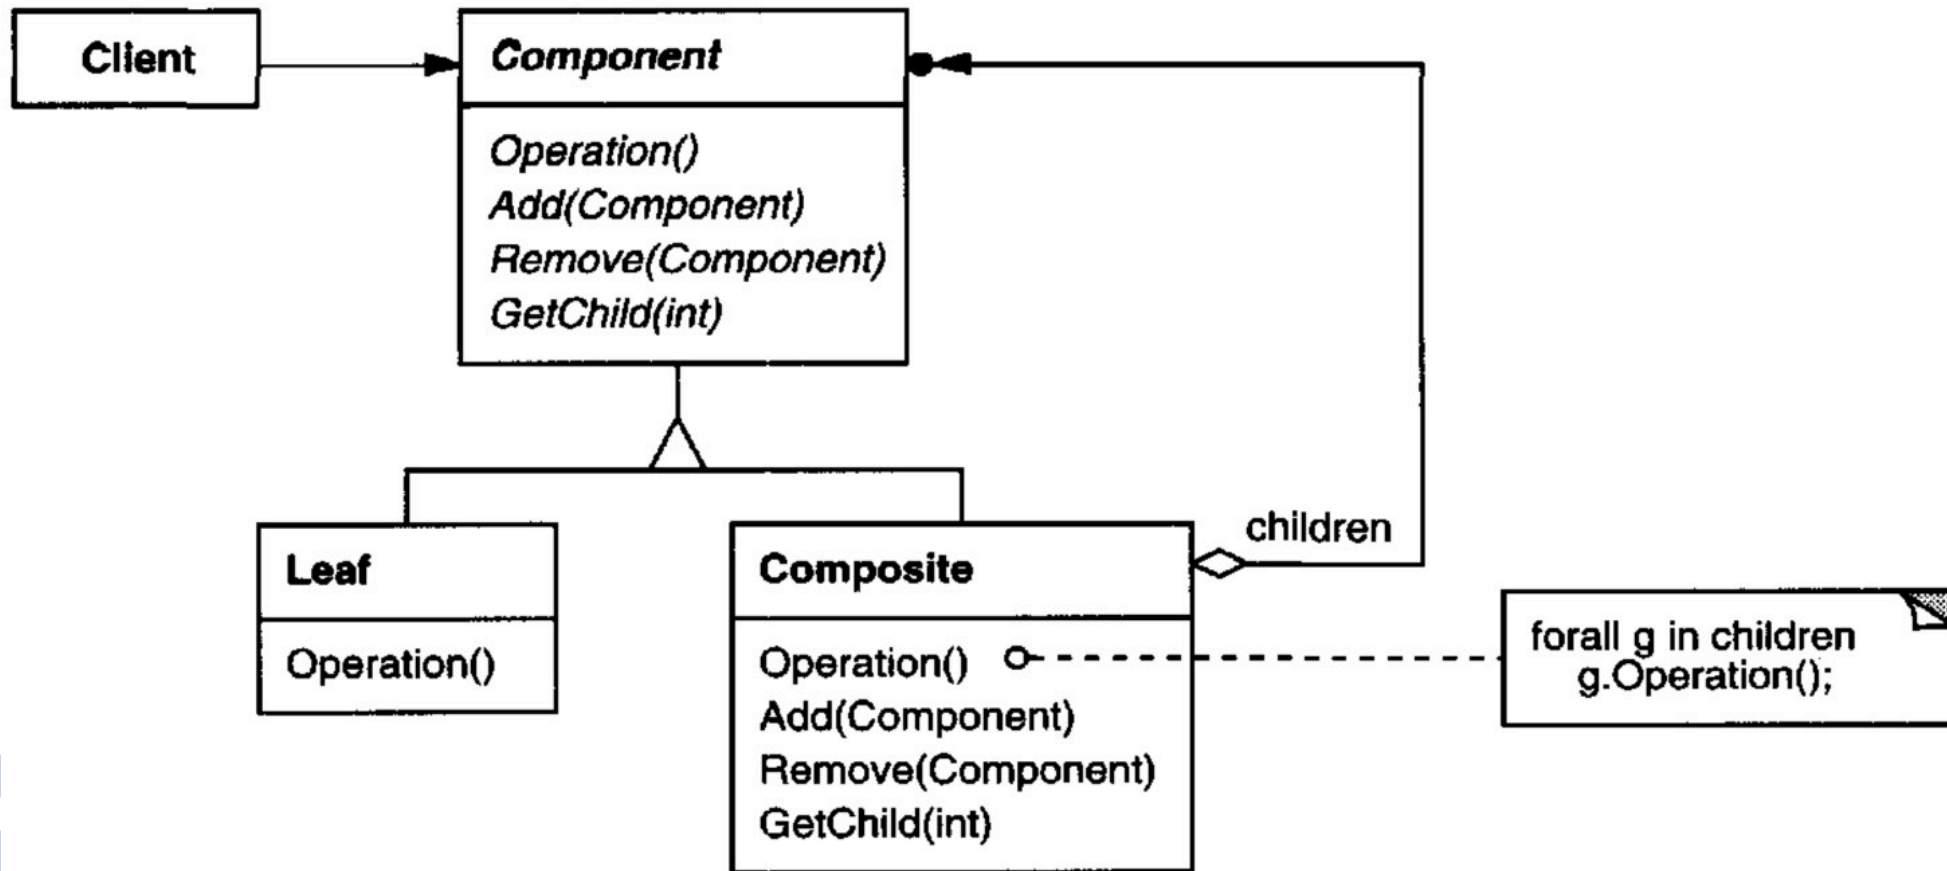 Client
Component
Operation()
Add(Component)
Remove(Component)
GetChild(int)
Leaf
Operation()
Composite
Operation()
Add(Component)
Remove(Component)
GetChild(int)
children
forall g in children
g.Operation();